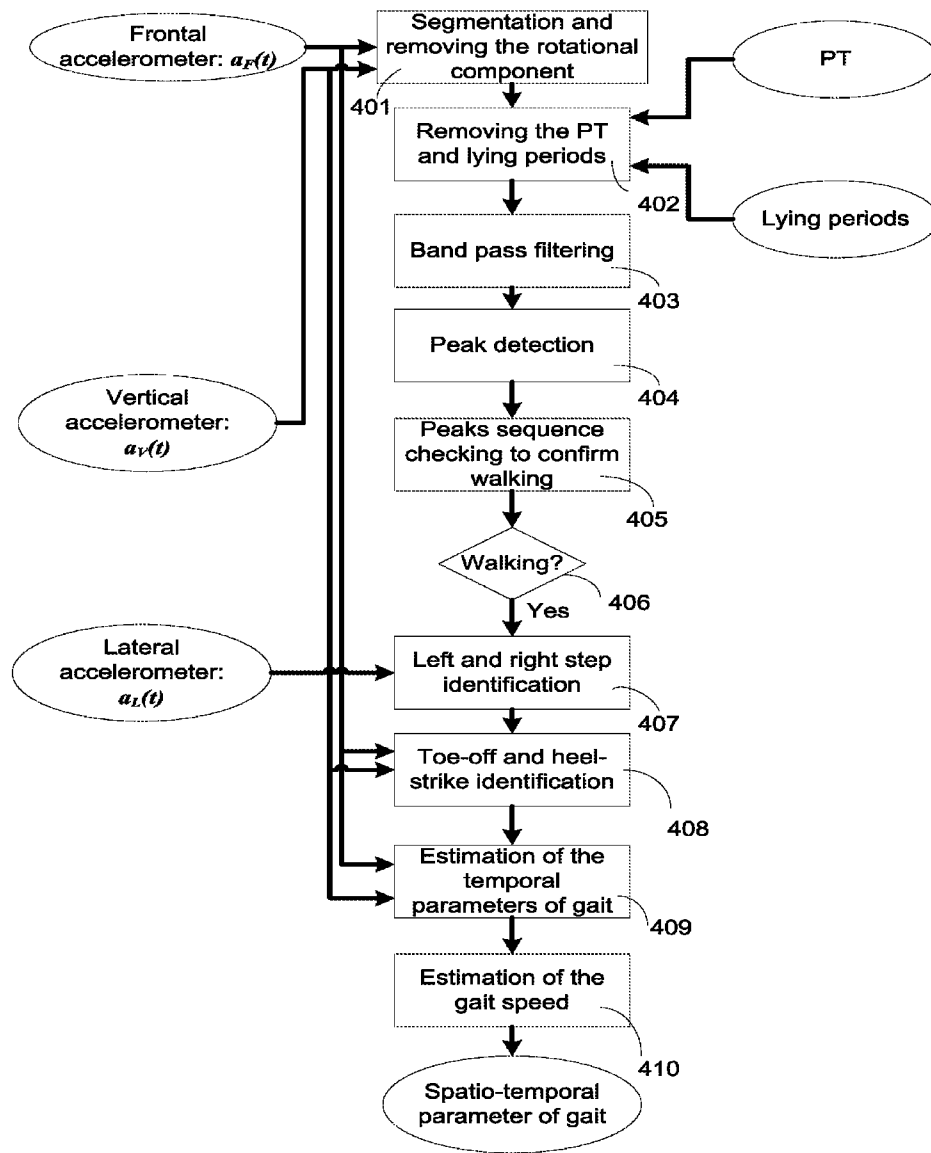 Frontal
accelerometer: a_F(t)
Segmentation and
removing the rotational
component
401
PT
Removing the PT
and lying periods
402
Lying periods
Band pass filtering
403
Peak detection
404
Vertical
accelerometer:
a_V(t)
Peaks sequence
checking to confirm
walking
405
Walking?
406
Yes
Lateral
accelerometer:
a_L(t)
Left and right step
identification
407
Toe-off and heel-
strike identification
408
Estimation of the
temporal
parameters of gait
409
Estimation of the
gait speed
410
Spatio-temporal
parameter of gait